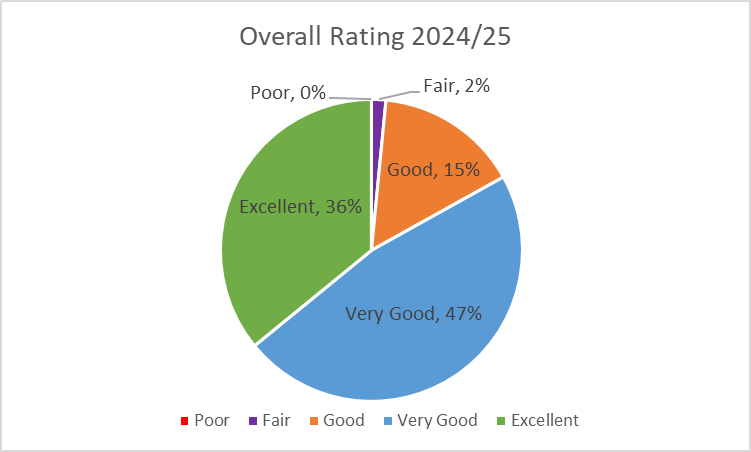 Overall Rating 2024/25
Poor, 0%
Fair, 2%
Good, 15%
Excellent, 36%
Very Good, 47%
Poor Fair Good Very Good Excellent